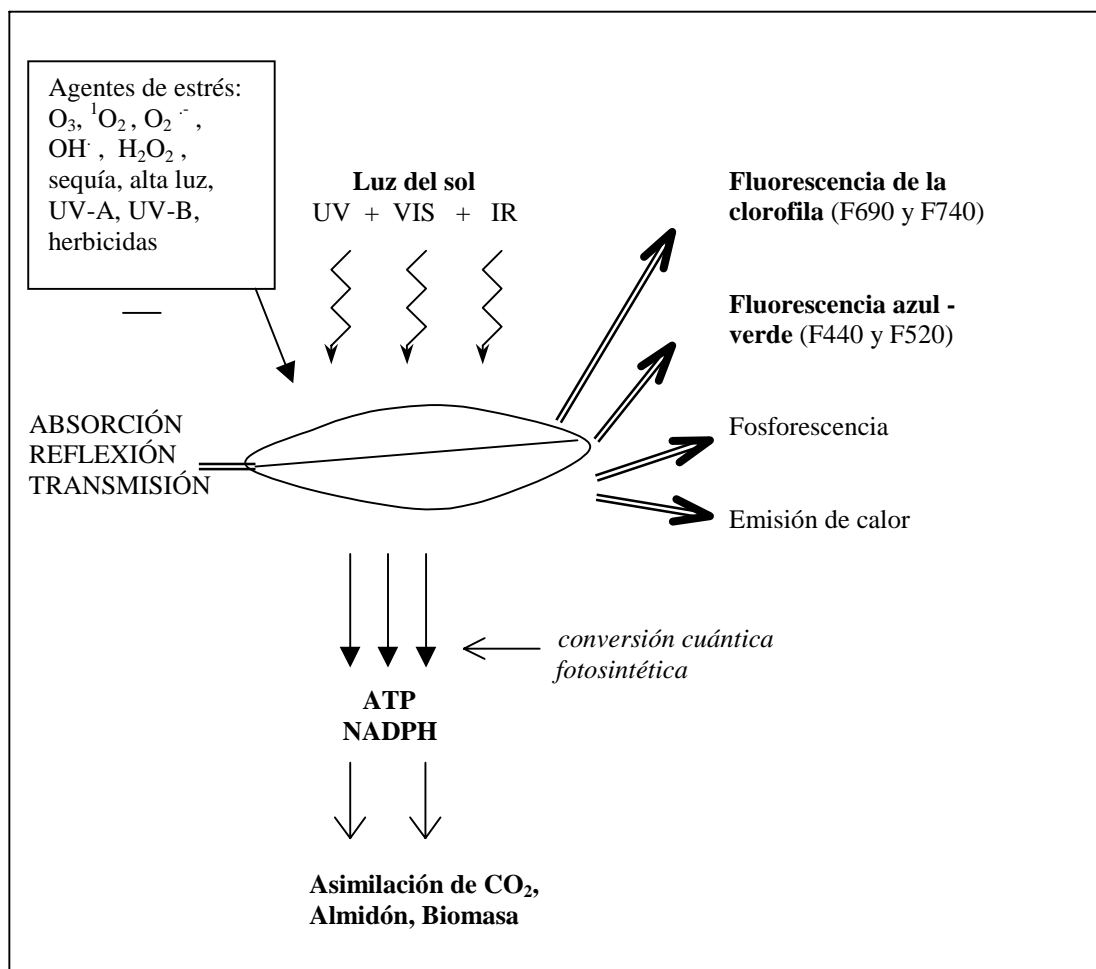 Agentes de estrés:
O₃, ¹O₂ , O₂ ·⁻ ,
OH· , H₂O₂ ,
sequía, alta luz,
UV-A, UV-B,
herbicidas
Luz del sol
UV + VIS + IR
Fluorescencia de la
clorofila (F690 y F740)
Fluorescencia azul -
verde (F440 y F520)
ABSORCIÓN
REFLEXIÓN
TRANSMISIÓN
Fosforescencia
Emisión de calor
conversión cuántica
fotosintética
ATP
NADPH
Asimilación de CO₂,
Almidón, Biomasa